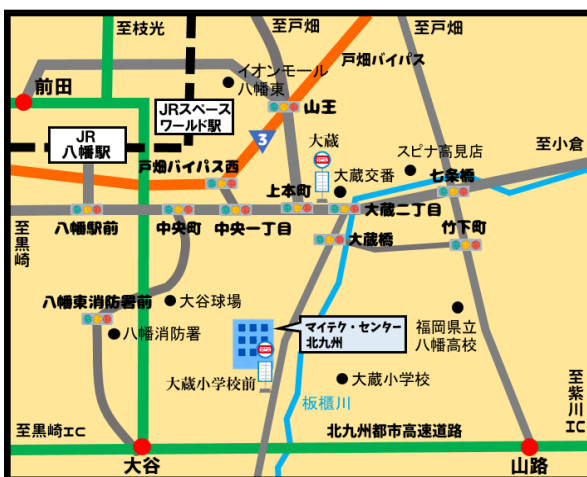 至枝光
至戸畑
至戸畑
戸畑バイパス
前田
イオンモール
八幡東
JRスペース
ワールド駅
山王
JR
八幡駅
3
大蔵
至小倉
スピナ高見店
戸畑バイパス西
大蔵交番
七条橋
上本町
八幡駅前
中央町
中央一丁目
大蔵二丁目
竹下町
至黒崎
大蔵橋
八幡東消防署前
大谷球場
八幡消防署
マイテク・センター
北九州
福岡県立
八幡高校
大蔵小学校前
大蔵小学校
板櫃川
至紫川IC
至黒崎IC
北九州都市高速道路
大谷
山路